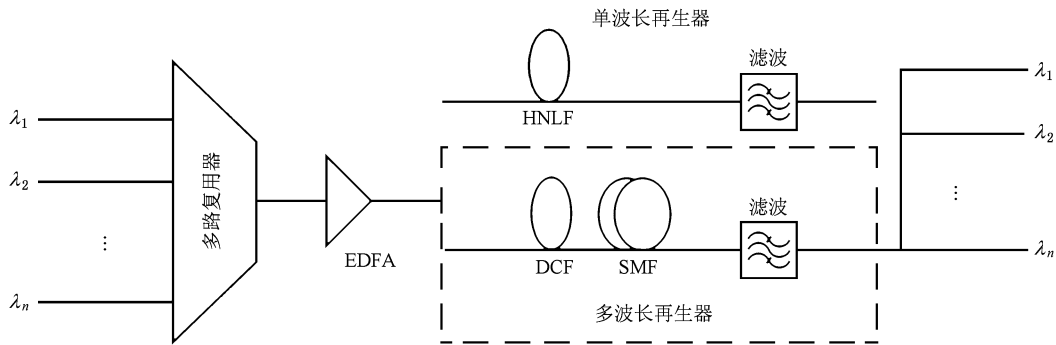 单波长再生器
滤波
HNLF
λ1
λ2
⋮
λn
多路复用器
EDFA
DCF
SMF
滤波
多波长再生器
λ1
λ2
⋮
λn